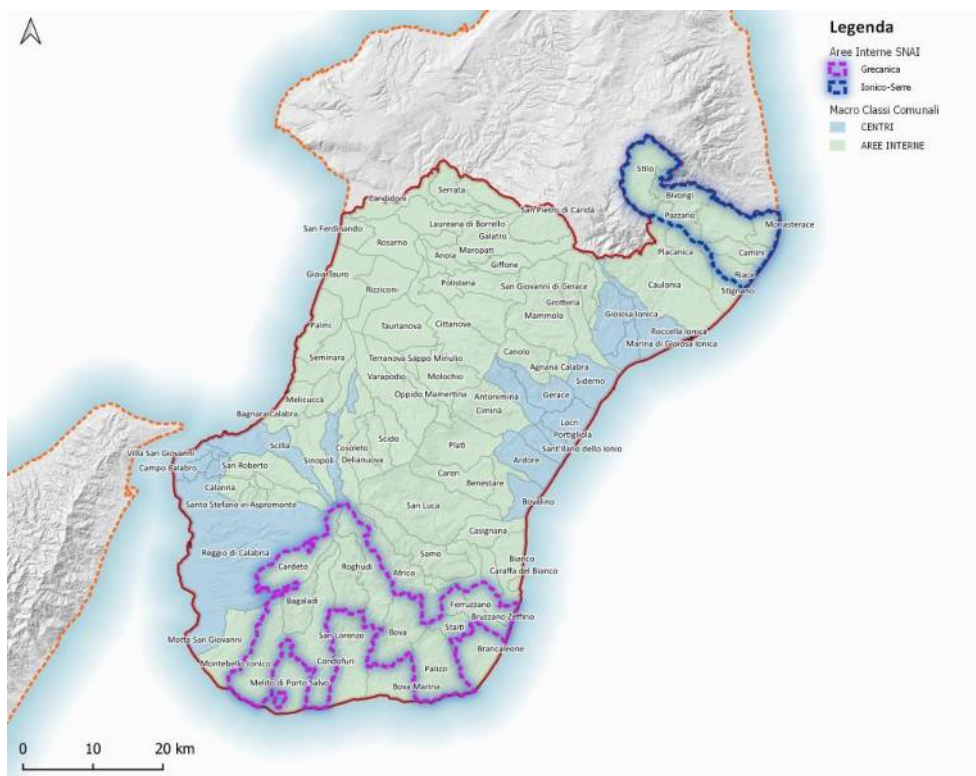 Legenda
Aree Interne SNAI
Grecanica
Ionico-Serre
Macro Classi Comunali
CENTRI
AREE INTERNE
Stilo
Bivongi
Pazzano
Monasterace
Serrata
Candidoni
San Pietro di Caridà
San Ferdinando
Laureana di Borrello
Galatro
Rosarno
Maropati
Anoia
Giffone
Placanica
Camini
Riace
Stignano
Gioia Tauro
Polistena
Rizziconi
San Giovanni di Gerace
Caulonia
Grotteria
Mammola
Gioiosa Ionica
Palmi
Taurianova
Cittanova
Roccella Ionica
Marina di Gioiosa Ionica
Seminara
Terranova Sappo Minulio
Canolo
Agnana Calabra
Varapodio
Molochio
Siderno
Melicuccà
Oppido Mamertina
Antonimina
Gerace
Ciminà
Bagnara Calabra
Locri
Portigliola
Scilla
Cosoleto
Scido
Platì
Sant'Ilario dello Ionio
Villa San Giovanni
Campo Calabro
San Roberto
Sinopoli
Delianuova
Ardore
Careri
Calanna
Benestare
Santo Stefano in Aspromonte
San Luca
Bovalino
Casignana
Reggio di Calabria
Samo
Bianco
Cardeto
Roghudi
Africo
Caraffa del Bianco
Bagaladi
Ferruzzano
Bruzzano Zeffirio
Staiti
Motta San Giovanni
San Lorenzo
Bova
Brancaleone
Montebello Ionico
Condofuri
Palizzi
Melito di Porto Salvo
Bova Marina
0 10 20 km